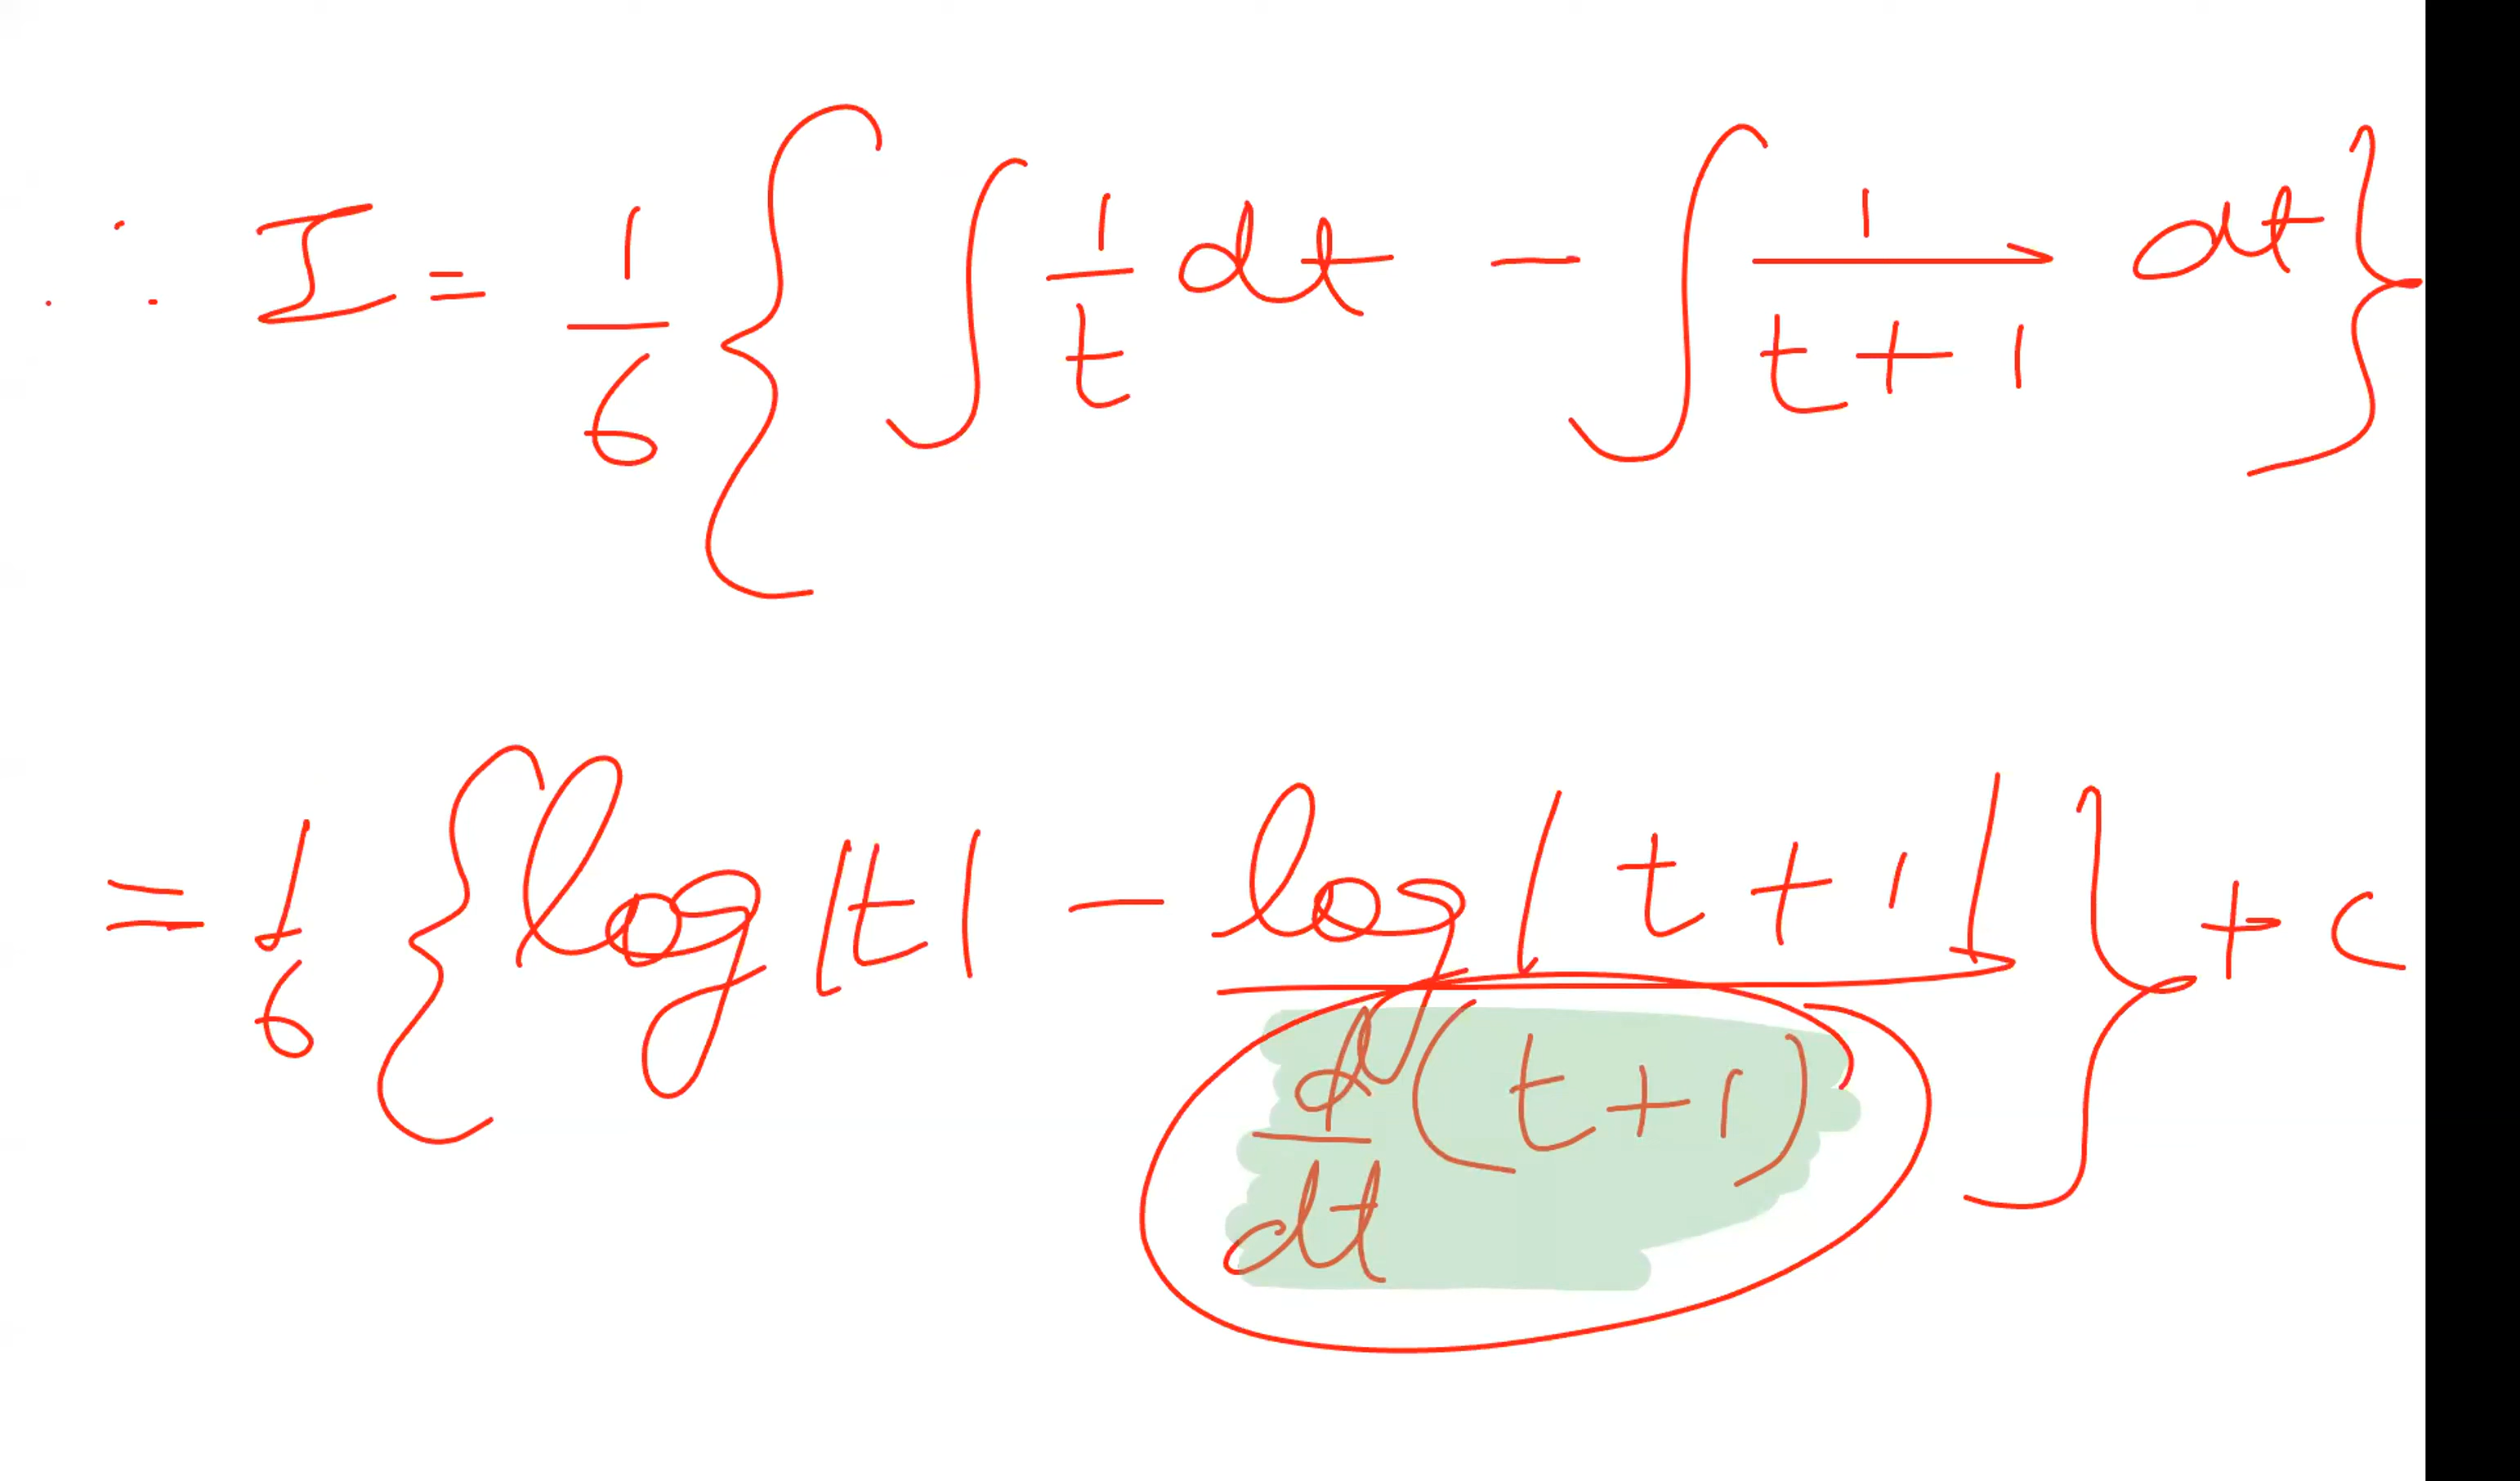 ∴ I = 1/6 { ∫ 1/t dt − ∫ 1/(t+1) dt }
= 1/6 { log |t| − log |t+1| / (d/dt (t+1)) } + c